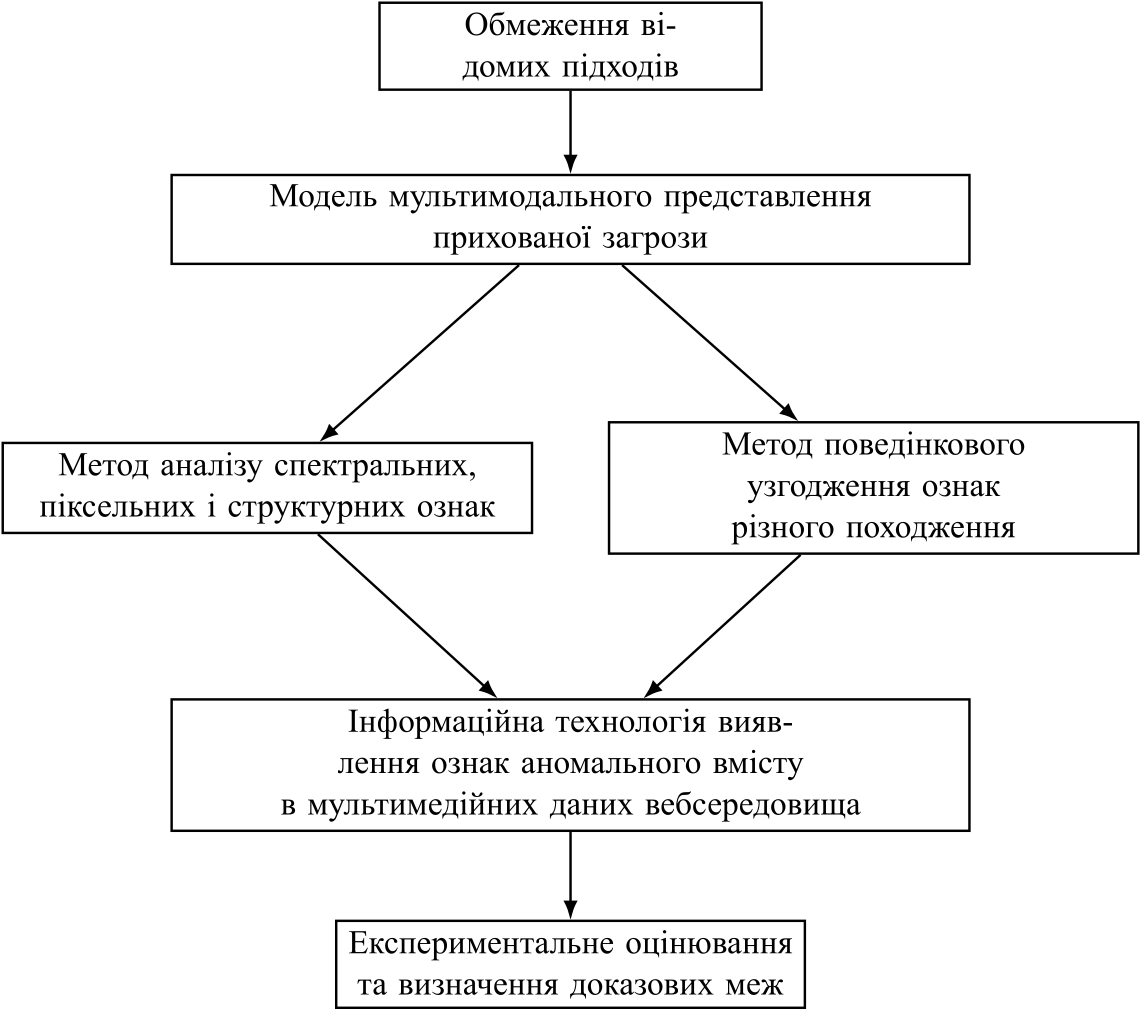 Обмеження ві-
домих підходів
Модель мультимодального представлення
прихованої загрози
Метод аналізу спектральних,
піксельних і структурних ознак
Метод поведінкового
узгодження ознак
різного походження
Інформаційна технологія вияв-
лення ознак аномального вмісту
в мультимедійних даних вебсередовища
Експериментальне оцінювання
та визначення доказових меж